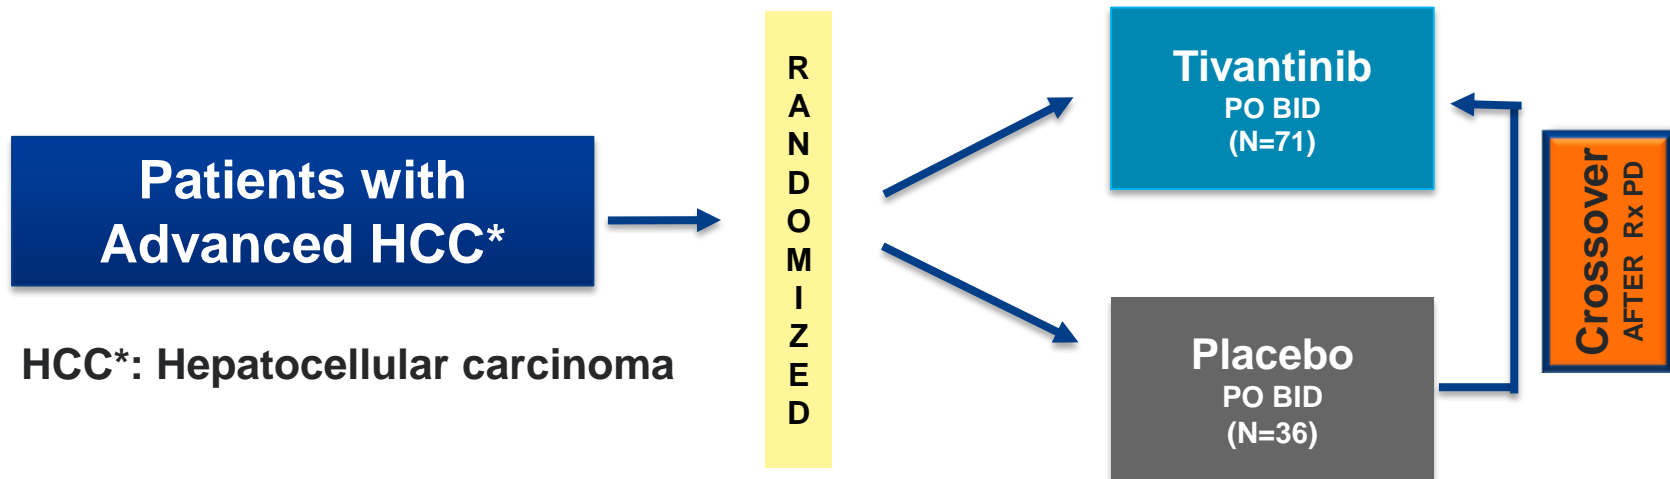 Patients with
Advanced HCC*
HCC*: Hepatocellular carcinoma
RANDOMIZED
Tivantinib
PO BID
(N=71)
Placebo
PO BID
(N=36)
Crossover
AFTER Rx PD